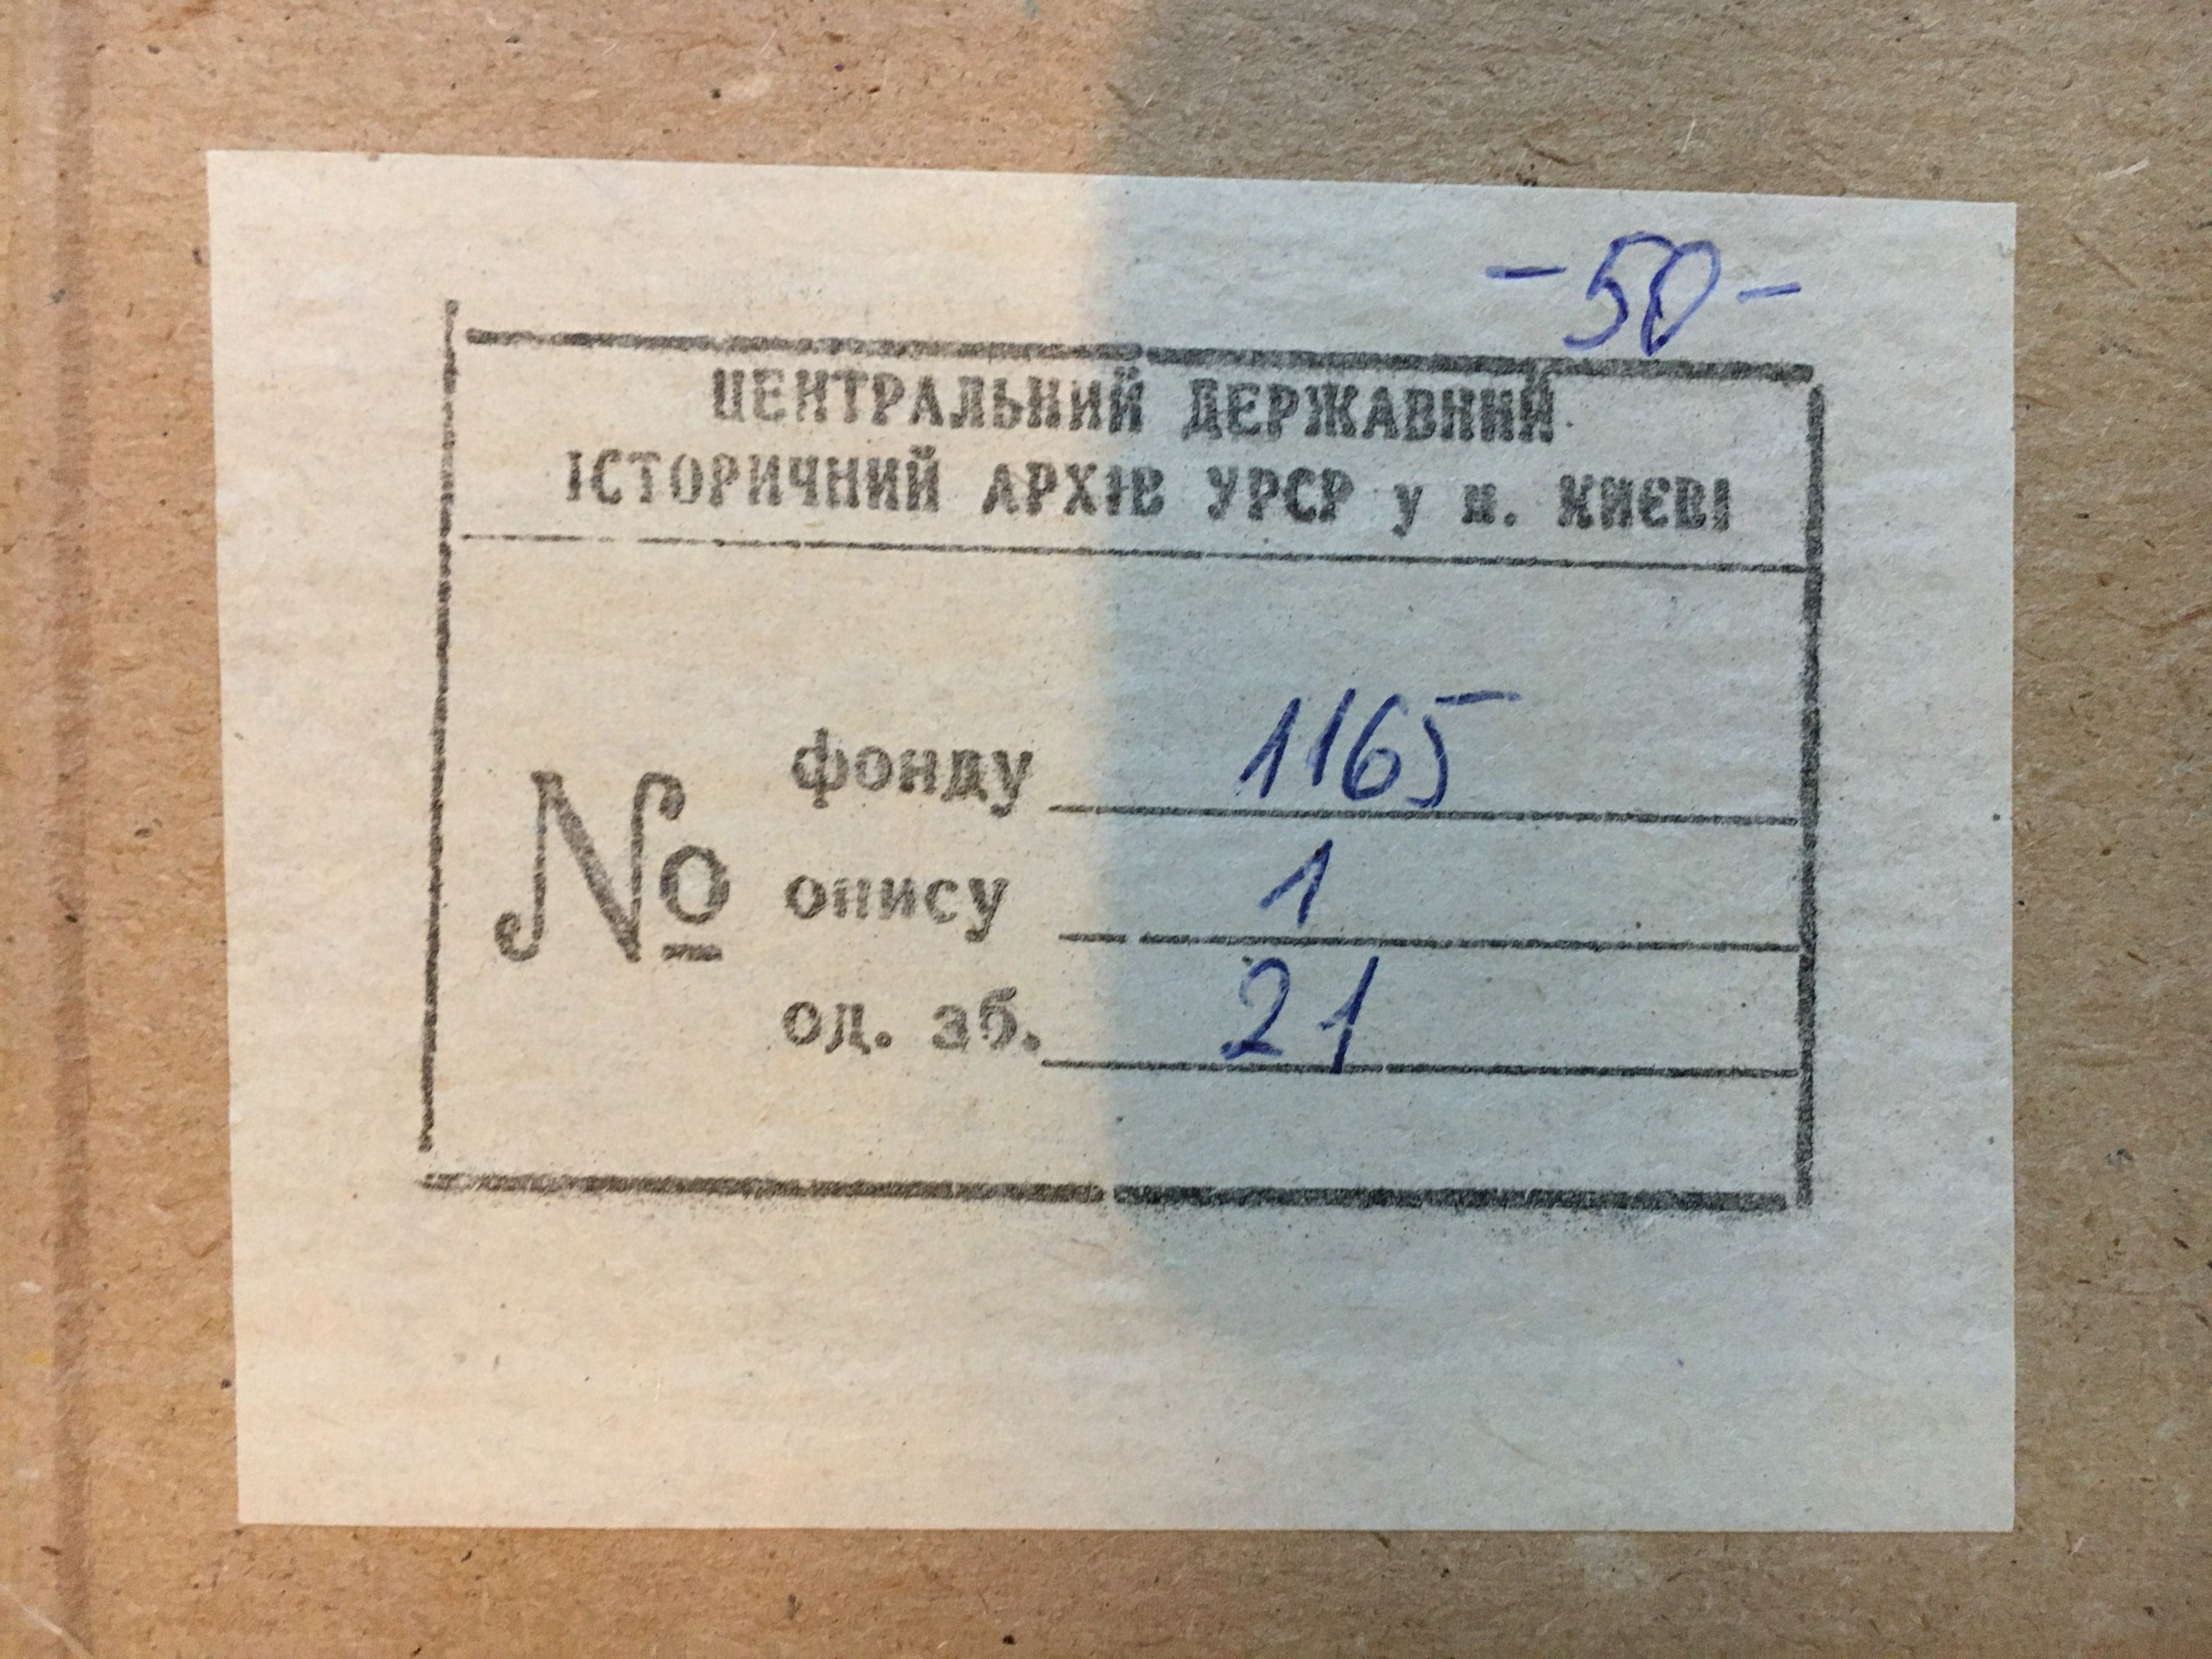 -50-
ЦЕНТРАЛЬНИЙ ДЕРЖАВНИЙ
ІСТОРИЧНИЙ АРХІВ УРСР у м. КИЄВІ
№
фонду 1165
опису 1
од. зб. 21